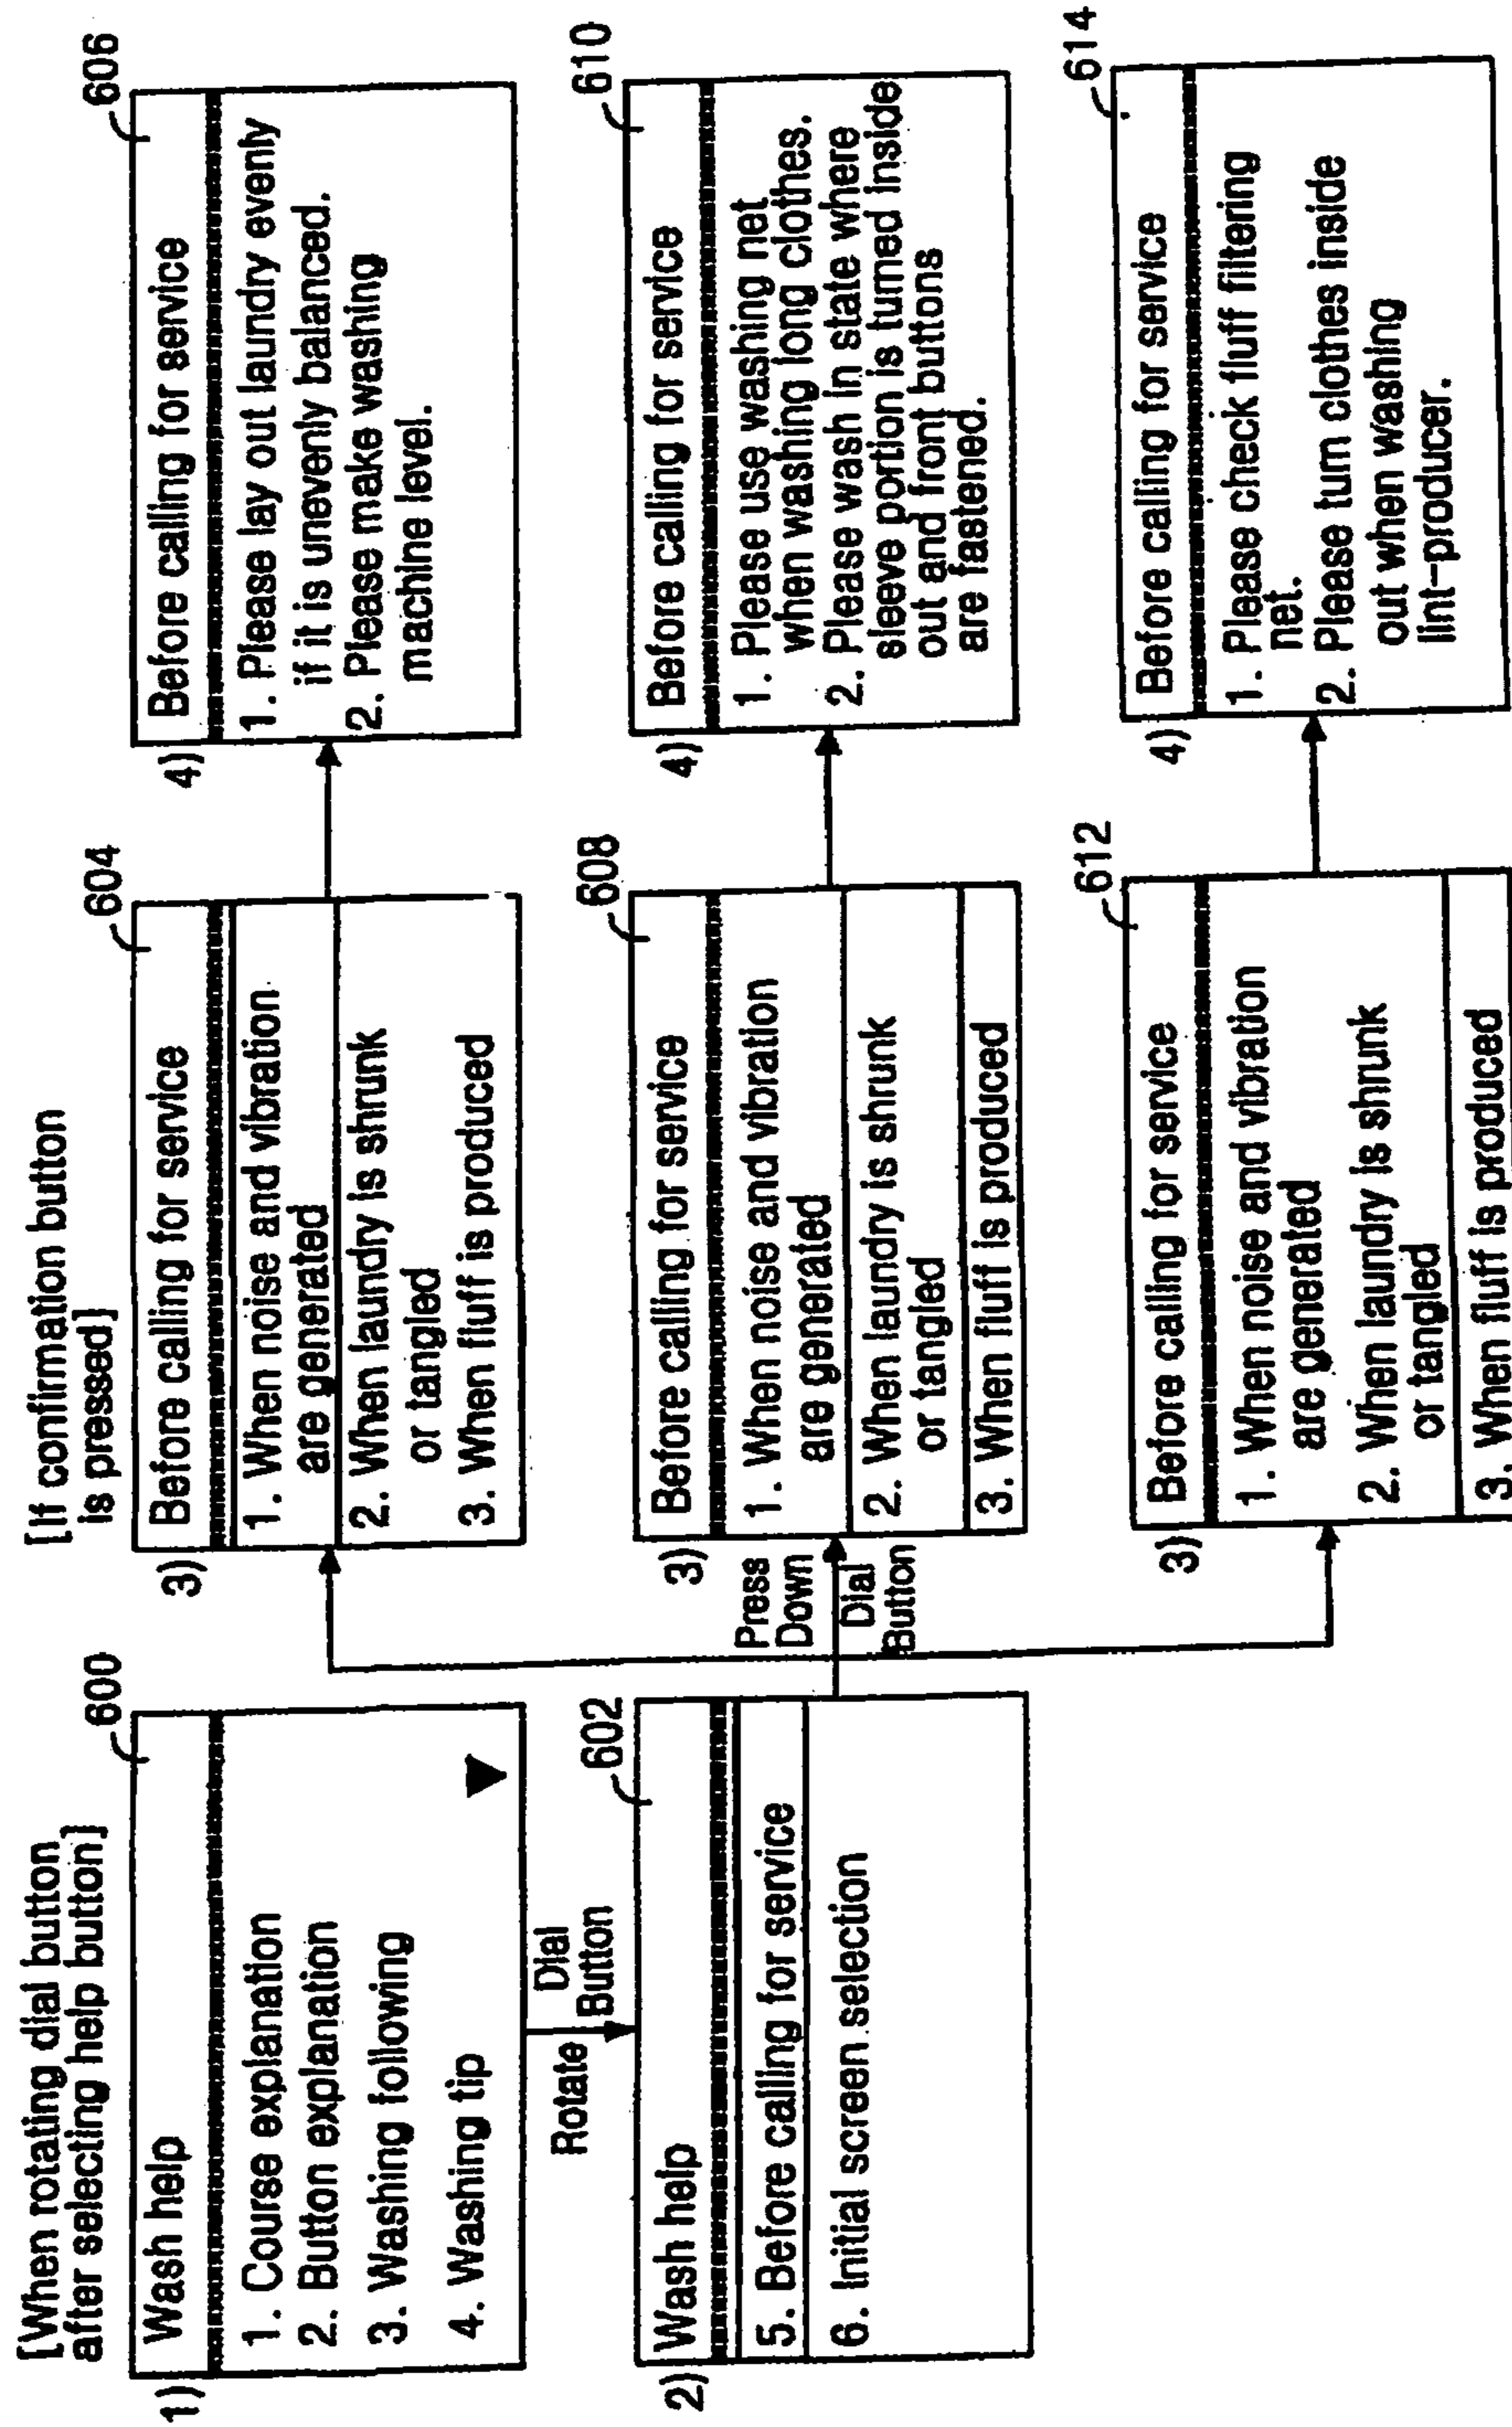 [When rotating dial button
after selecting help button]
600
1)
Wash help
1. Course explanation
2. Button explanation
3. Washing following
4. Washing tip
▼
Rotate
Dial
Button
602
2)
Wash help
5. Before calling for service
6. Initial screen selection
[If confirmation button
is pressed]
604
3)
Before calling for service
1. When noise and vibration
are generated
2. When laundry is shrunk
or tangled
3. When fluff is produced
606
4)
Before calling for service
1. Please lay out laundry evenly
if it is unevenly balanced.
2. Please make washing
machine level.
Press
Down
Dial
Button
608
3)
Before calling for service
1. When noise and vibration
are generated
2. When laundry is shrunk
or tangled
3. When fluff is produced
610
4)
Before calling for service
1. Please use washing net
when washing long clothes.
2. Please wash in state where
sleeve portion is turned inside
out and front buttons
are fastened.
612
3)
Before calling for service
1. When noise and vibration
are generated
2. When laundry is shrunk
or tangled
3. When fluff is produced
614
4)
Before calling for service
1. Please check fluff filtering
net.
2. Please turn clothes inside
out when washing
lint-producer.